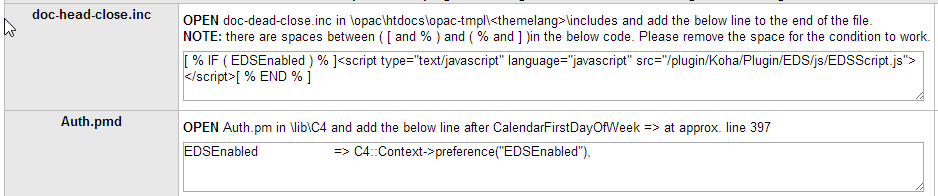 doc-head-close.inc
OPEN doc-dead-close.inc in \opac\htdocs\opac-tmpl\<themelang>\includes and add the below line to the end of the file.
NOTE: there are spaces between ( [ and % ) and ( % and ] )in the below code. Please remove the space for the condition to work.
[ % IF ( EDSEnabled ) % ]<script type="text/javascript" language="javascript" src="/plugin/Koha/Plugin/EDS/js/EDSScript.js">
</script>[ % END % ]
Auth.pmd
OPEN Auth.pm in \lib\C4 and add the below line after CalendarFirstDayOfWeek => at approx. line 397
EDSEnabled => C4::Context->preference("EDSEnabled"),